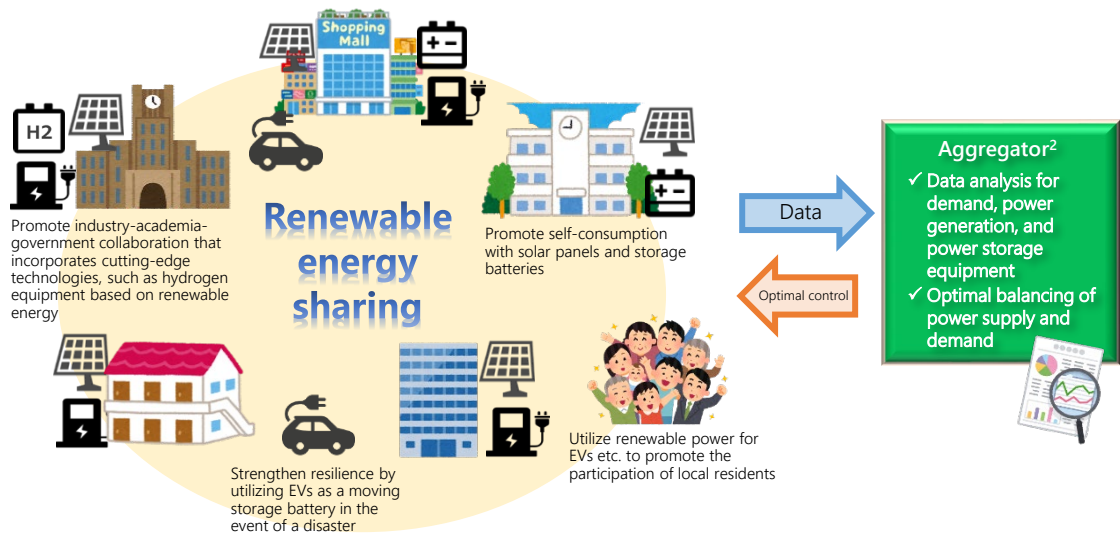 Shopping
Mall
H2
Promote industry-academia-
government collaboration that
incorporates cutting-edge
technologies, such as hydrogen
equipment based on renewable
energy
Renewable
energy
sharing
Promote self-consumption
with solar panels and storage
batteries
Strengthen resilience by
utilizing EVs as a moving
storage battery in the
event of a disaster
Utilize renewable power for
EVs etc. to promote the
participation of local residents
Data
Optimal control
Aggregator²
✓ Data analysis for
demand, power
generation, and
power storage
equipment
✓ Optimal balancing of
power supply and
demand